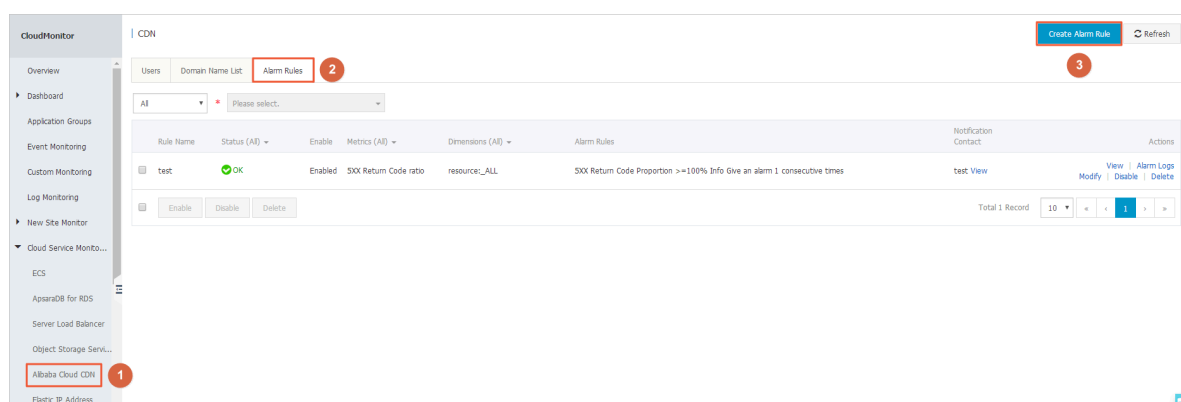 CloudMonitor
Overview
Dashboard
Application Groups
Event Monitoring
Custom Monitoring
Log Monitoring
New Site Monitor
Cloud Service Monito...
ECS
ApsaraDB for RDS
Server Load Balancer
Object Storage Servi...
Alibaba Cloud CDN
1
Elastic IP Address
CDN
Create Alarm Rule
Refresh
3
Users
Domain Name List
Alarm Rules
2
All
* Please select.
Rule Name Status (All) Enable Metrics (All) Dimensions (All) Alarm Rules Notification Contact Actions
test OK Enabled 5XX Return Code ratio resource:_ALL 5XX Return Code Proportion >=100% Info Give an alarm 1 consecutive times test View View | Alarm Logs
Modify | Disable | Delete
Enable Disable Delete Total 1 Record 10 « ‹ 1 › »